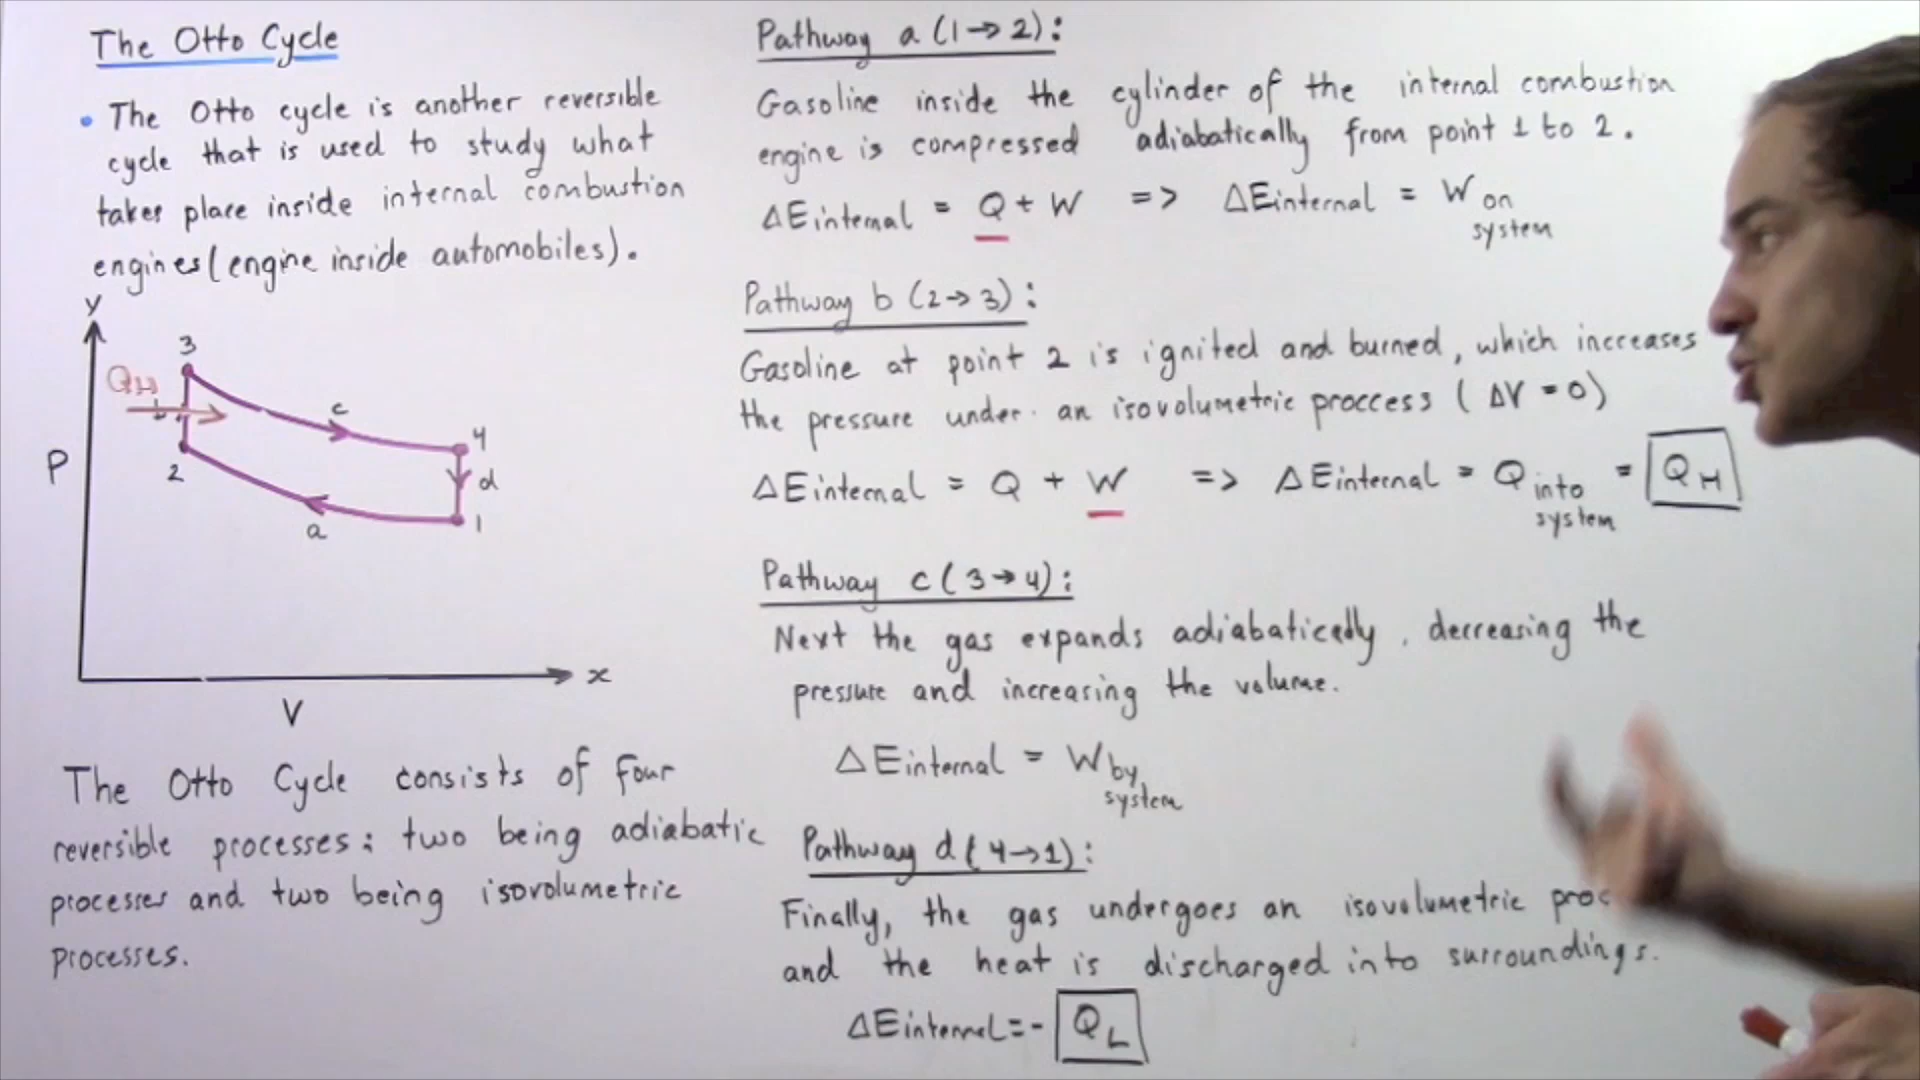 The Otto Cycle
• The Otto cycle is another reversible
cycle that is used to study what
takes place inside internal combustion
engines (engine inside automobiles).
y
3
QH
c
4
P
2
d
a
1
x
V
The Otto Cycle consists of four
reversible processes: two being adiabatic
processes and two being isovolumetric
processes.
Pathway a (1→2):
Gasoline inside the cylinder of the internal combustion
engine is compressed adiabatically from point 1 to 2.
ΔEinternal = Q + W => ΔEinternal = W on system
Pathway b (2→3):
Gasoline at point 2 is ignited and burned, which increases
the pressure under an isovolumetric proccess (ΔV = 0)
ΔEinternal = Q + W => ΔEinternal = Q into system = QH
Pathway c (3→4):
Next the gas expands adiabatically, decreasing the
pressure and increasing the volume.
ΔEinternal = W by system
Pathway d (4→1):
Finally, the gas undergoes an isovolumetric proc
and the heat is discharged into surroundings.
ΔEinternal = - QL